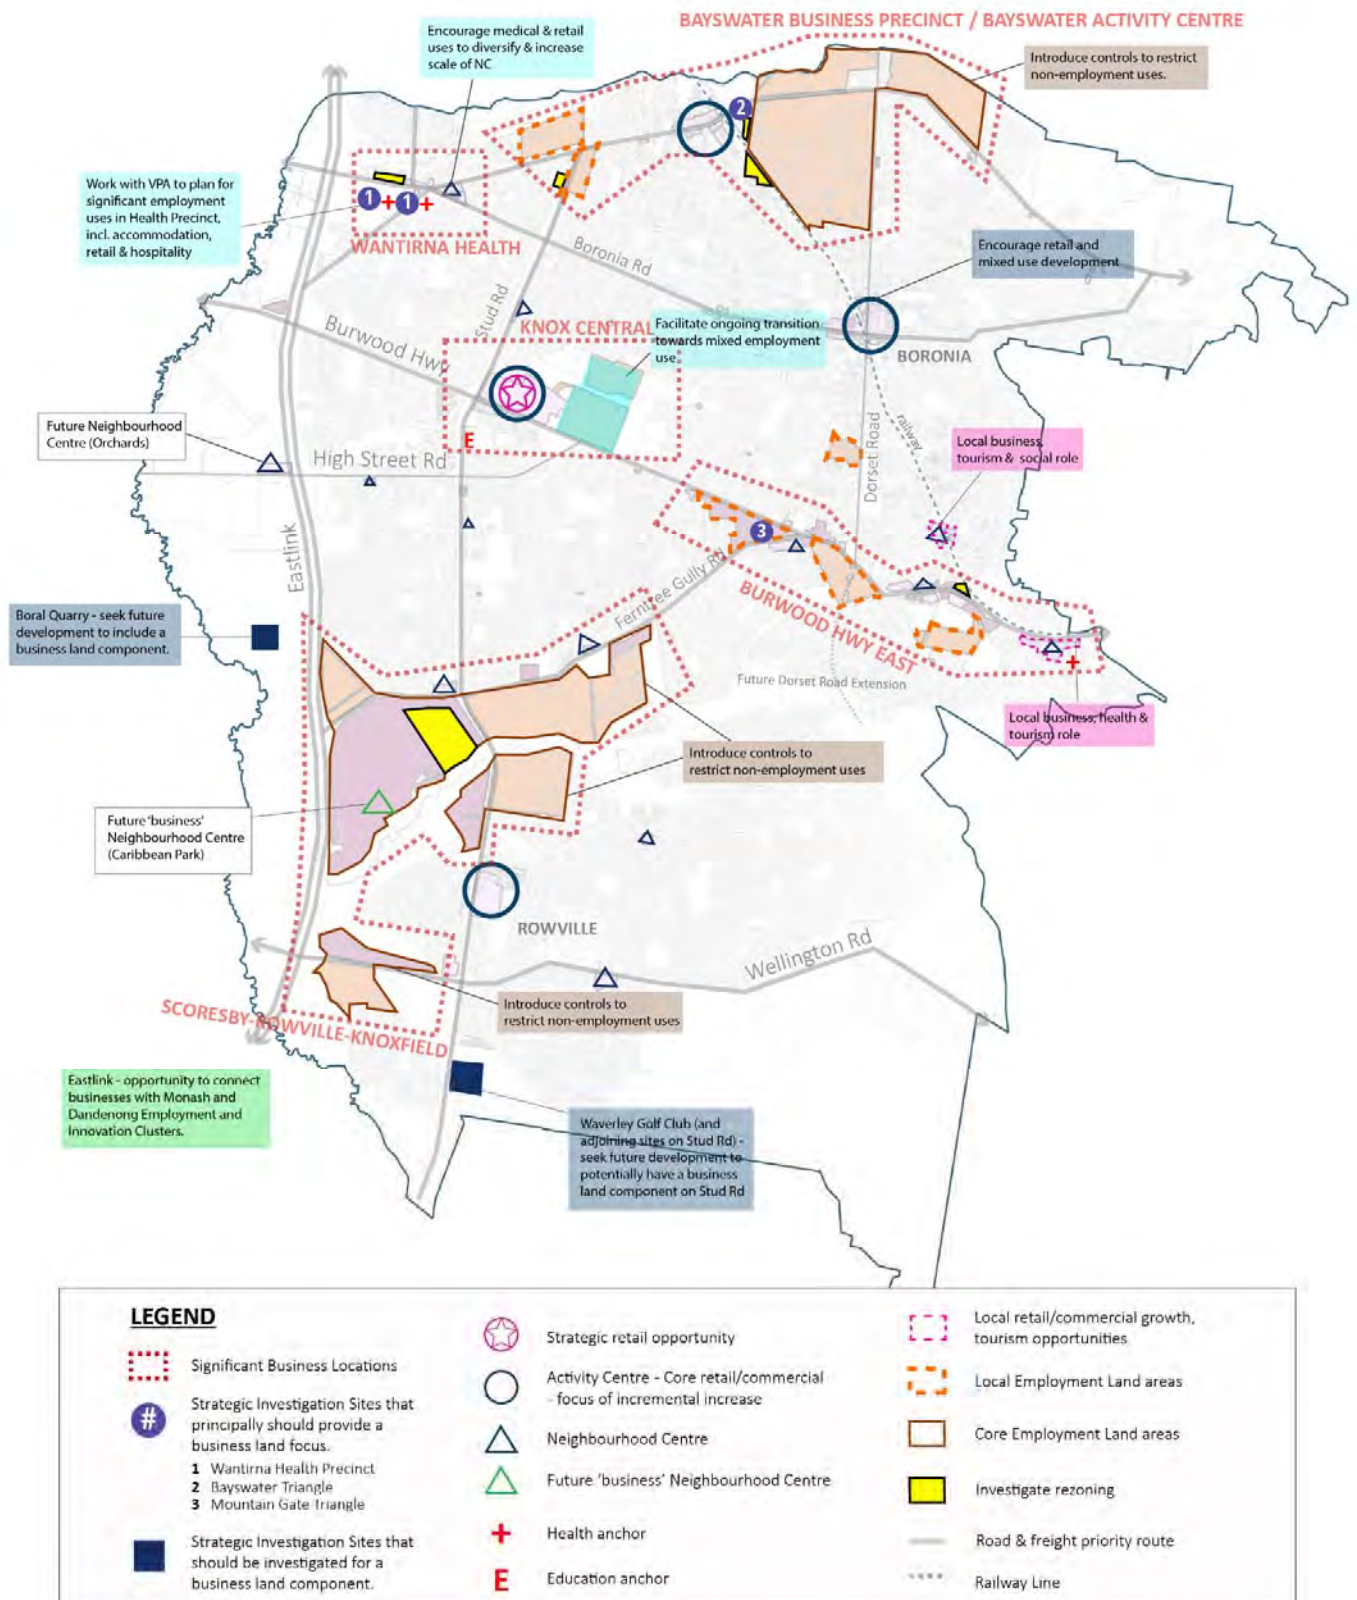 BAYSWATER BUSINESS PRECINCT / BAYSWATER ACTIVITY CENTRE
Encourage medical & retail
uses to diversify & increase
scale of NC
Introduce controls to restrict
non-employment uses.
2
Work with VPA to plan for
significant employment
uses in Health Precinct,
incl. accommodation,
retail & hospitality
1
1
WANTIRNA HEALTH
Boronia Rd
Encourage retail and
mixed use development
Stud Rd
Burwood Hwy
KNOX CENTRAL
Facilitate ongoing transition
towards mixed employment
use
BORONIA
Future Neighbourhood
Centre (Orchards)
E
High Street Rd
railway
Dorset Road
Local business,
tourism & social role
Eastlink
3
Ferntree Gully Rd
BURWOOD HWY EAST
Boral Quarry - seek future
development to include a
business land component.
Future Dorset Road Extension
Local business, health &
tourism role
Introduce controls to
restrict non-employment uses
Future 'business'
Neighbourhood Centre
(Caribbean Park)
ROWVILLE
Wellington Rd
Introduce controls to
restrict non-employment uses
SCORESBY-ROWVILLE-KNOXFIELD
Eastlink - opportunity to connect
businesses with Monash and
Dandenong Employment and
Innovation Clusters.
Waverley Golf Club (and
adjoining sites on Stud Rd) -
seek future development to
potentially have a business
land component on Stud Rd
LEGEND
Significant Business Locations
#
Strategic Investigation Sites that
principally should provide a
business land focus.
1 Wantirna Health Precinct
2 Bayswater Triangle
3 Mountain Gate Triangle
Strategic Investigation Sites that
should be investigated for a
business land component.
Strategic retail opportunity
Activity Centre - Core retail/commercial
- focus of incremental increase
Neighbourhood Centre
Future 'business' Neighbourhood Centre
Health anchor
E Education anchor
Local retail/commercial growth,
tourism opportunities
Local Employment Land areas
Core Employment Land areas
Investigate rezoning
Road & freight priority route
Railway Line